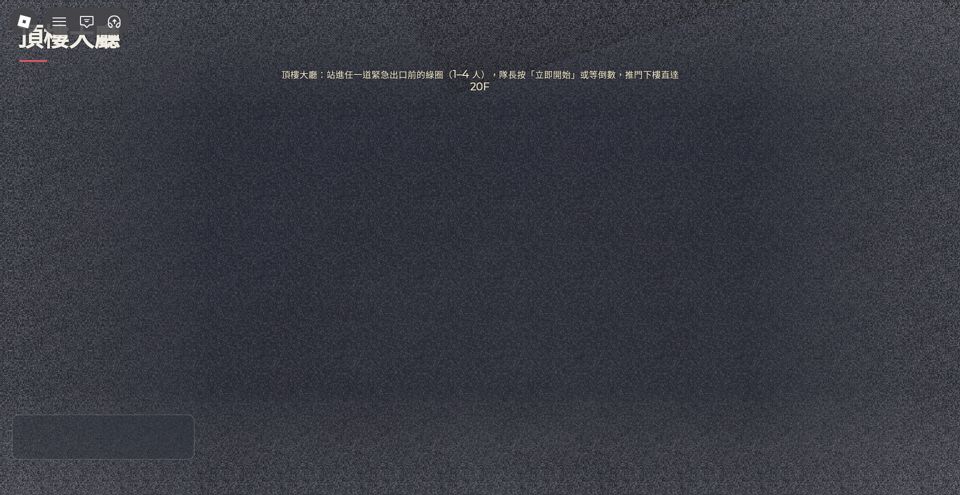 頂樓大廳
頂樓大廳：站進任一道緊急出口前的綠圈（1–4 人），隊長按「立即開始」或等倒數，推門下樓直達
20F